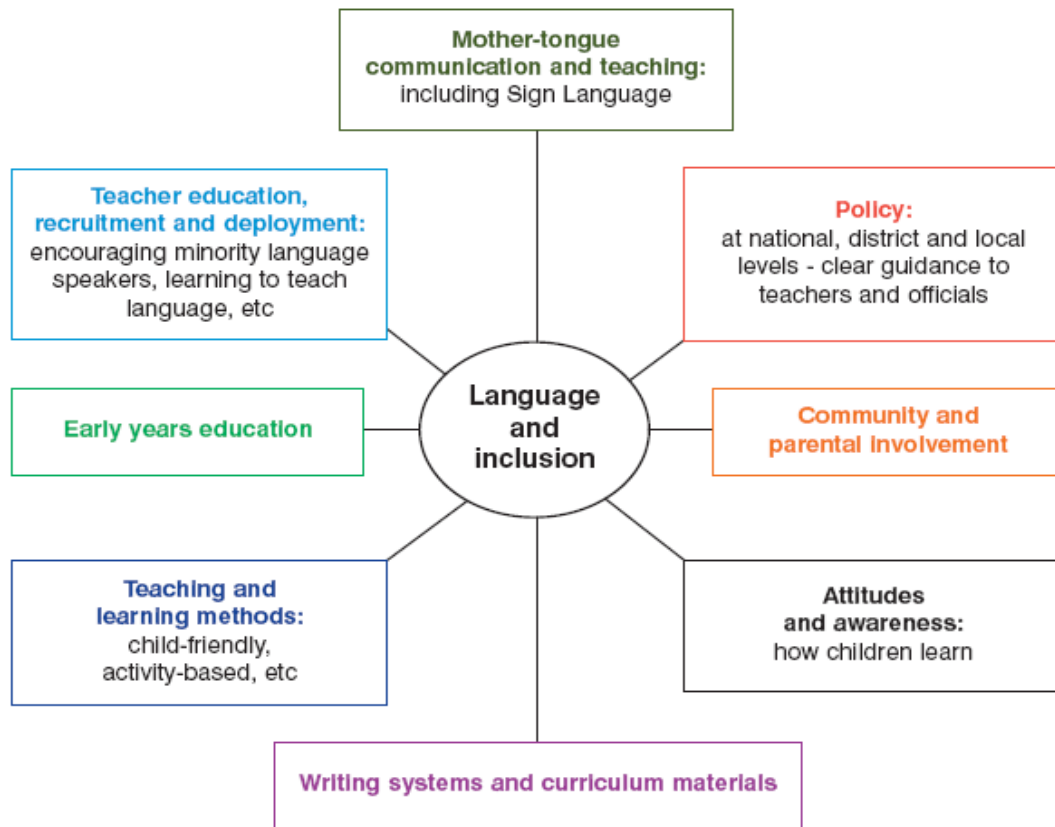 Mother-tongue
communication and teaching:
including Sign Language
Teacher education,
recruitment and deployment:
encouraging minority language
speakers, learning to teach
language, etc
Policy:
at national, district and local
levels - clear guidance to
teachers and officials
Early years education
Language
and
inclusion
Community and
parental involvement
Teaching and
learning methods:
child-friendly,
activity-based, etc
Attitudes
and awareness:
how children learn
Writing systems and curriculum materials